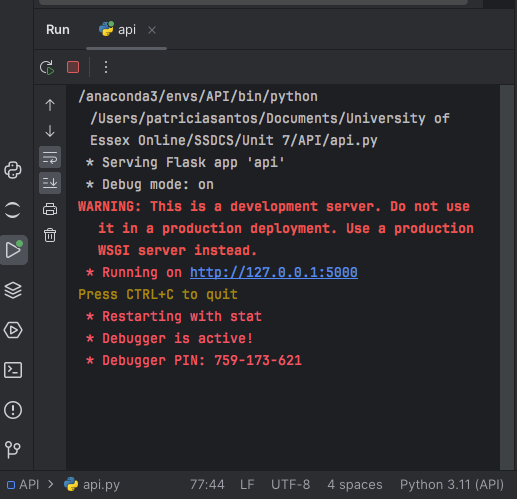 Run
api
/anaconda3/envs/API/bin/python
/Users/patriciasantos/Documents/University of
Essex Online/SSDCS/Unit 7/API/api.py
* Serving Flask app 'api'
* Debug mode: on
WARNING: This is a development server. Do not use
it in a production deployment. Use a production
WSGI server instead.
* Running on http://127.0.0.1:5000
Press CTRL+C to quit
* Restarting with stat
* Debugger is active!
* Debugger PIN: 759-173-621
API > api.py 77:44 LF UTF-8 4 spaces Python 3.11 (API)